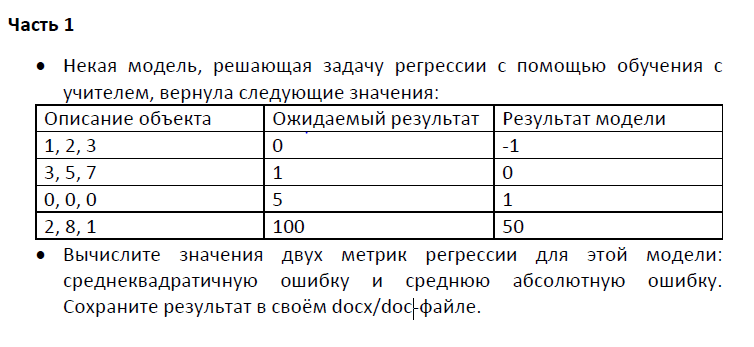 Часть 1
• Некая модель, решающая задачу регрессии с помощью обучения с
учителем, вернула следующие значения:
Описание объекта Ожидаемый результат Результат модели
1, 2, 3 0 -1
3, 5, 7 1 0
0, 0, 0 5 1
2, 8, 1 100 50
• Вычислите значения двух метрик регрессии для этой модели:
среднеквадратичную ошибку и среднюю абсолютную ошибку.
Сохраните результат в своём docx/doc-файле.